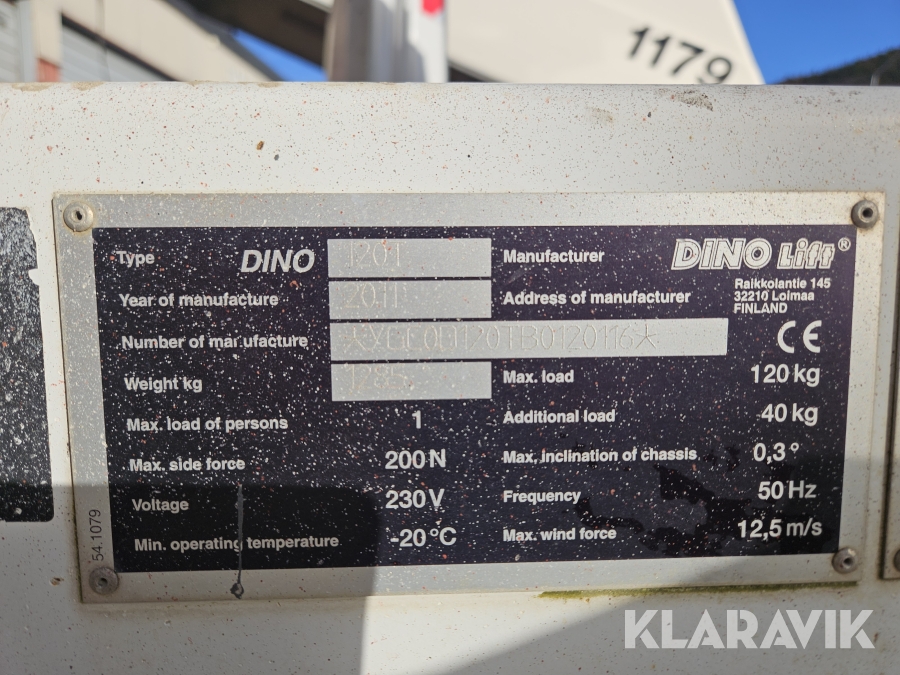 1179
Type DINO 120T Manufacturer DINO Lift®
Raikkolantie 145
32210 Loimaa
FINLAND
Year of manufacture 2011 Address of manufacturer
Number of manufacture CE
Weight kg 1285 Max. load 120 kg
Max. load of persons 1 Additional load 40 kg
Max. side force 200 N Max. inclination of chassis 0,3°
Voltage 230 V Frequency 50 Hz
Min. operating temperature -20°C Max. wind force 12,5 m/s
54.1079
KLARAVIK